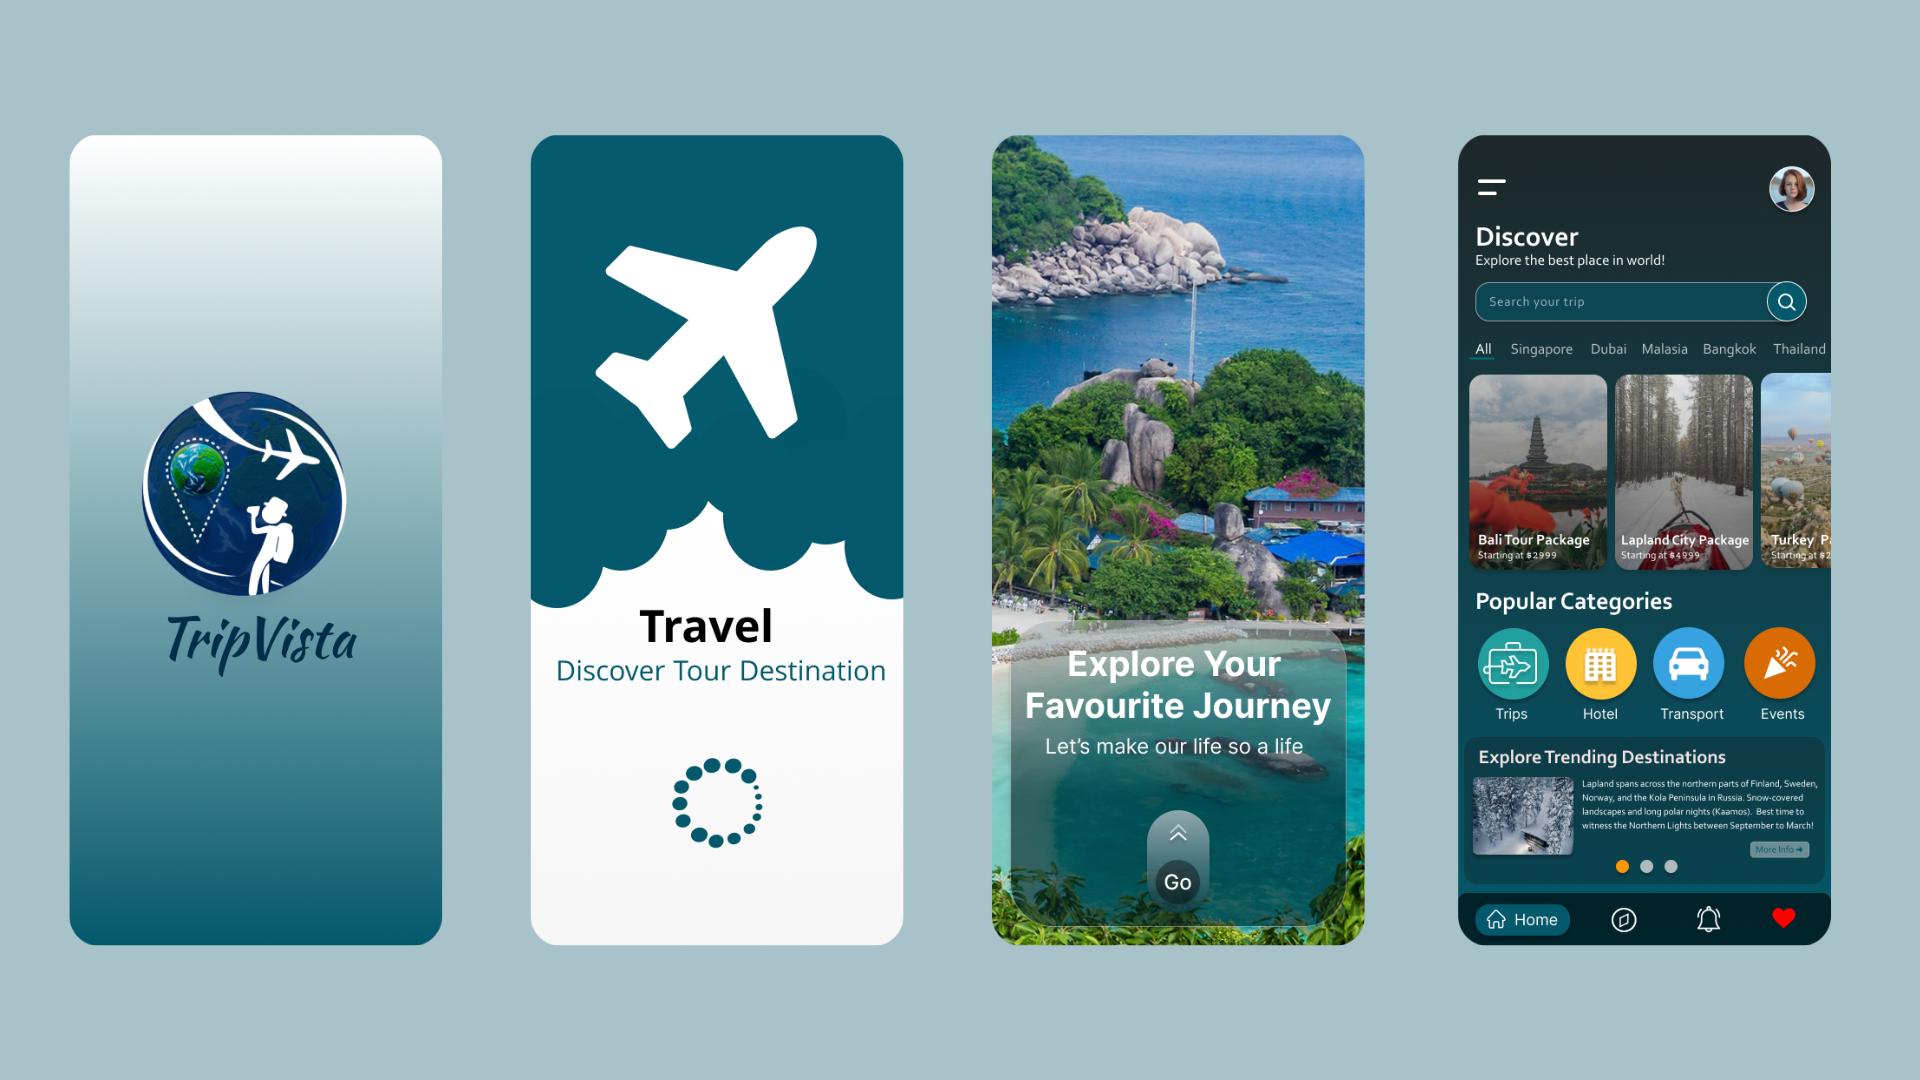 TripVista
Travel
Discover Tour Destination
Explore Your
Favourite Journey
Let's make our life so a life
Go
Discover
Explore the best place in world!
Search your trip
All Singapore Dubai Malasia Bangkok Thailand
Bali Tour Package
Starting at $2999
Lapland City Package
Starting at $4999
Turkey
Starting at
Popular Categories
Trips Hotel Transport Events
Explore Trending Destinations
Lapland spans across the northern parts of Finland, Sweden,
Norway, and the Kola Peninsula in Russia. Snow-covered
landscapes and long polar nights (Kaamos). Best time to
witness the Northern Lights between September to March!
More Info ➜
Home